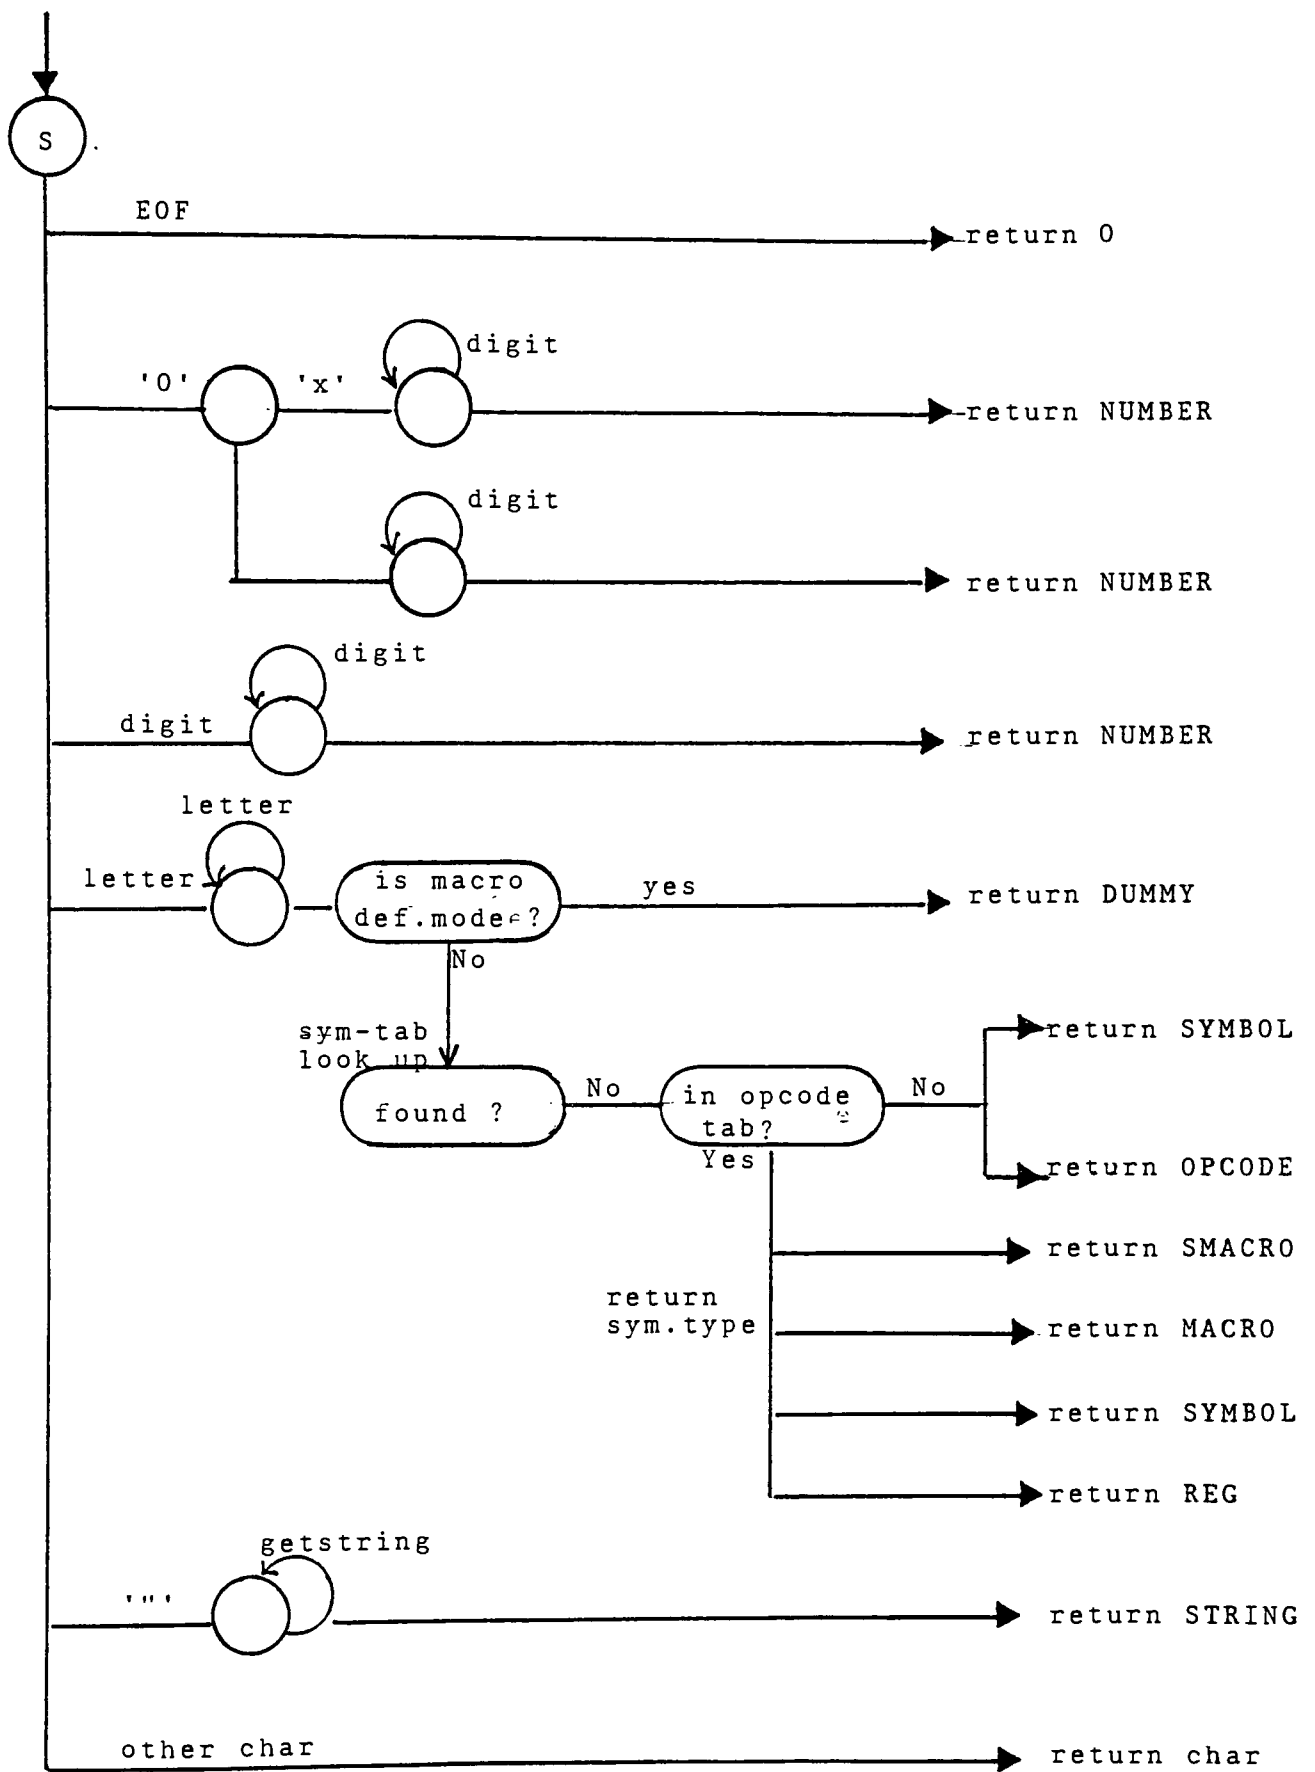 S
EOF
return 0
digit
'0' 'x'
return NUMBER
digit
return NUMBER
digit
digit
return NUMBER
letter
letter
is macro
def.mode ?
yes
return DUMMY
No
sym-tab
look up
found ?
No
in opcode
tab?
No
return SYMBOL
return OPCODE
Yes
return
sym.type
return SMACRO
return MACRO
return SYMBOL
return REG
getstring
'"'
return STRING
other char
return char